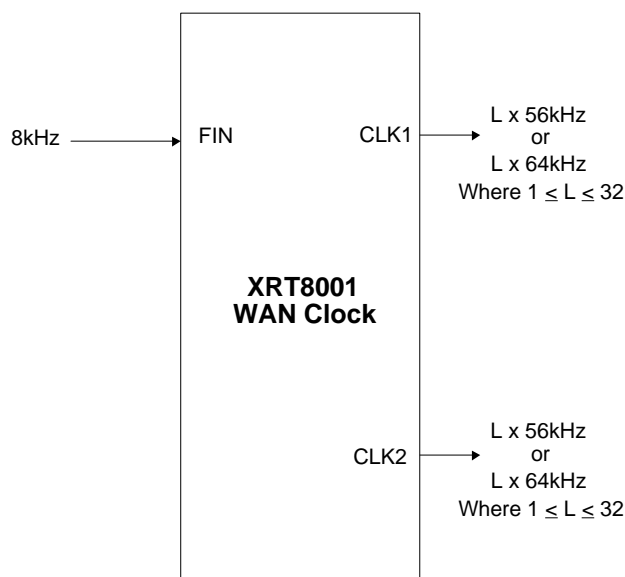 8kHz
FIN
CLK1
L x 56kHz
or
L x 64kHz
Where 1 ≤ L ≤ 32
XRT8001
WAN Clock
CLK2
L x 56kHz
or
L x 64kHz
Where 1 ≤ L ≤ 32